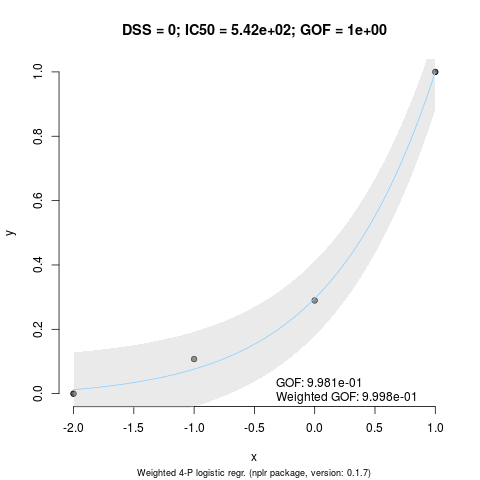 DSS = 0; IC50 = 5.42e+02; GOF = 1e+00
1.0
0.8
0.6
0.4
0.2
0.0
y
GOF: 9.981e-01
Weighted GOF: 9.998e-01
-2.0 -1.5 -1.0 -0.5 0.0 0.5 1.0
x
Weighted 4-P logistic regr. (nplr package, version: 0.1.7)